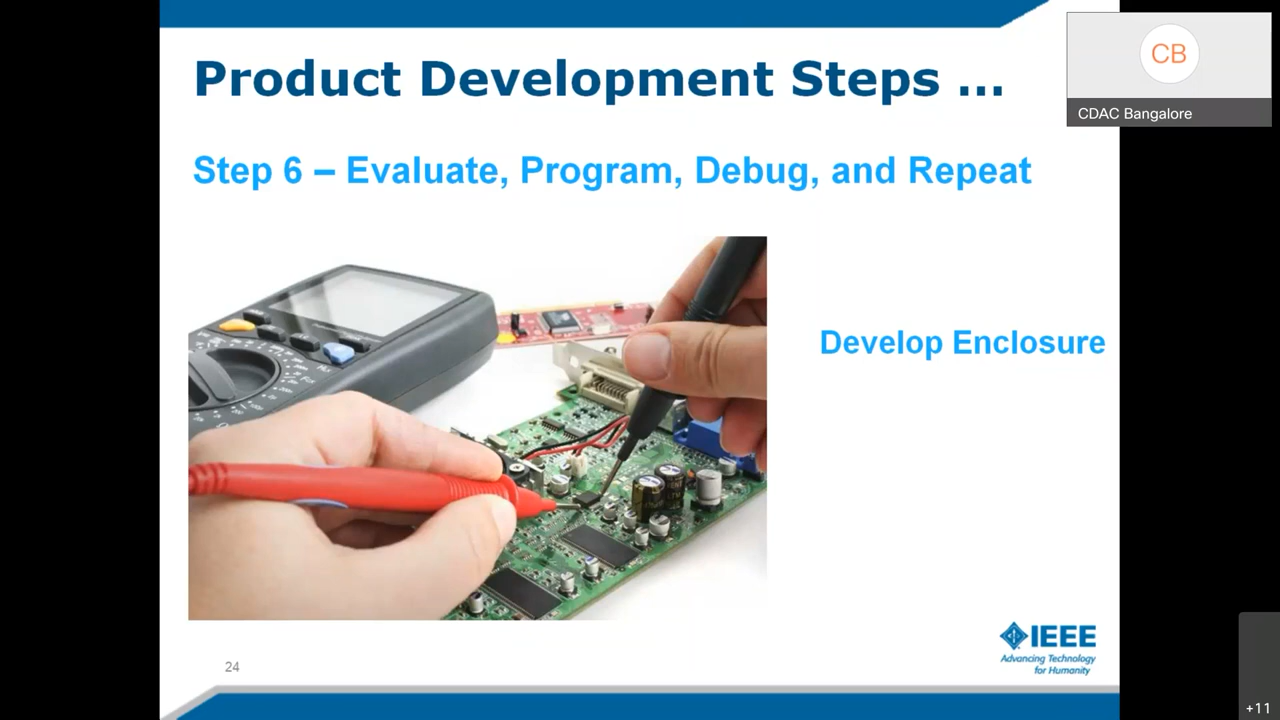 Product Development Steps ...
CB
CDAC Bangalore
Step 6 – Evaluate, Program, Debug, and Repeat
Develop Enclosure
IEEE
Advancing Technology
for Humanity
24
+11